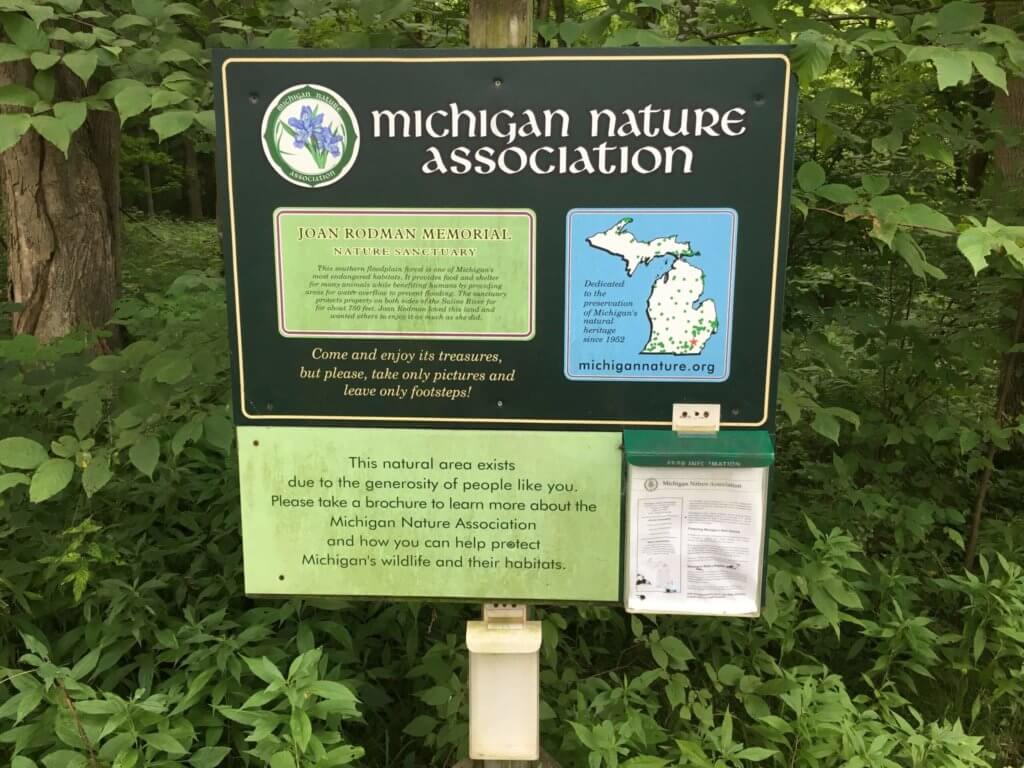 michigan nature
association
michigan nature
association
JOAN RODMAN MEMORIAL
NATURE SANCTUARY
This southern floodplain forest is one of Michigan's
most endangered habitats. It provides food and shelter
for many animals while benefiting humans by providing
areas for water overflow to prevent flooding. The sanctuary
protects property on both sides of the Saline River for
for about 750 feet. Joan Rodman loved this land and
wanted others to enjoy it as much as she did.
Come and enjoy its treasures,
but please, take only pictures and
leave only footsteps!
Dedicated
to the
preservation
of Michigan's
natural
heritage
since 1952
michigannature.org
This natural area exists
due to the generosity of people like you.
Please take a brochure to learn more about the
Michigan Nature Association
and how you can help protect
Michigan's wildlife and their habitats.
Michigan Nature Association